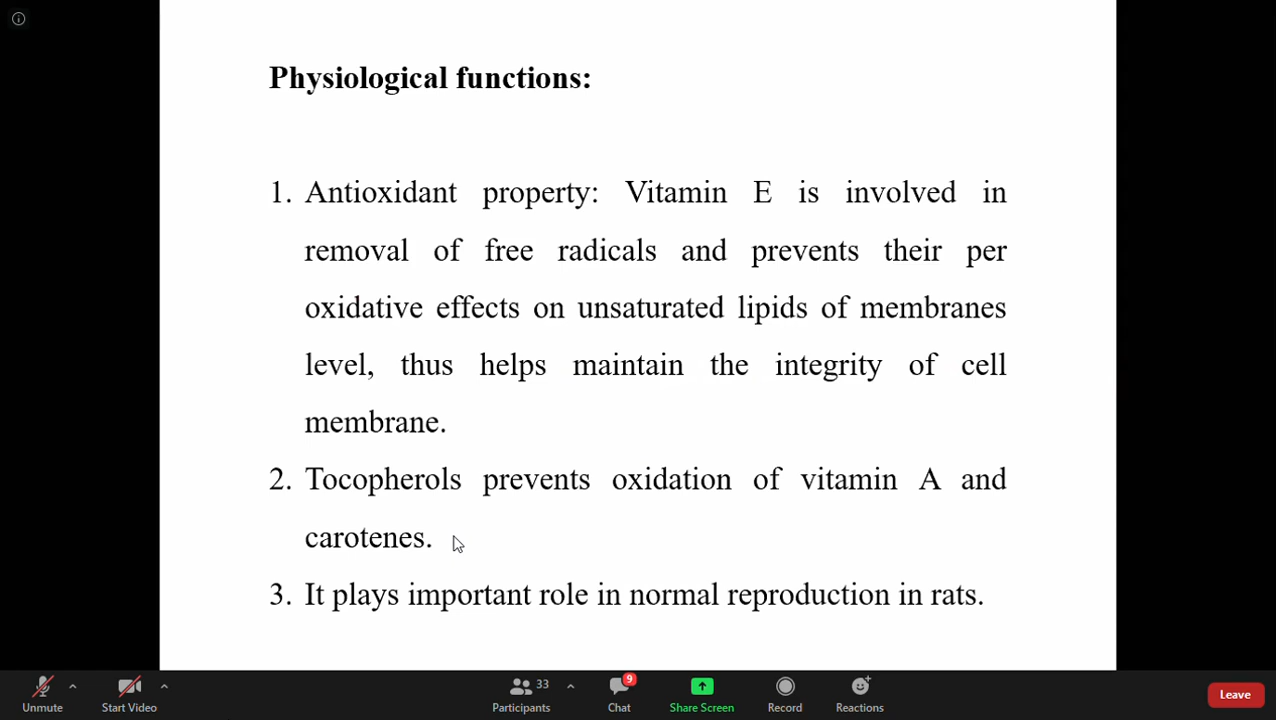 Physiological functions:
1. Antioxidant property: Vitamin E is involved in
removal of free radicals and prevents their per
oxidative effects on unsaturated lipids of membranes
level, thus helps maintain the integrity of cell
membrane.
2. Tocopherols prevents oxidation of vitamin A and
carotenes.
3. It plays important role in normal reproduction in rats.
Unmute Start Video Participants 33 Chat 9 Share Screen Record Reactions Leave